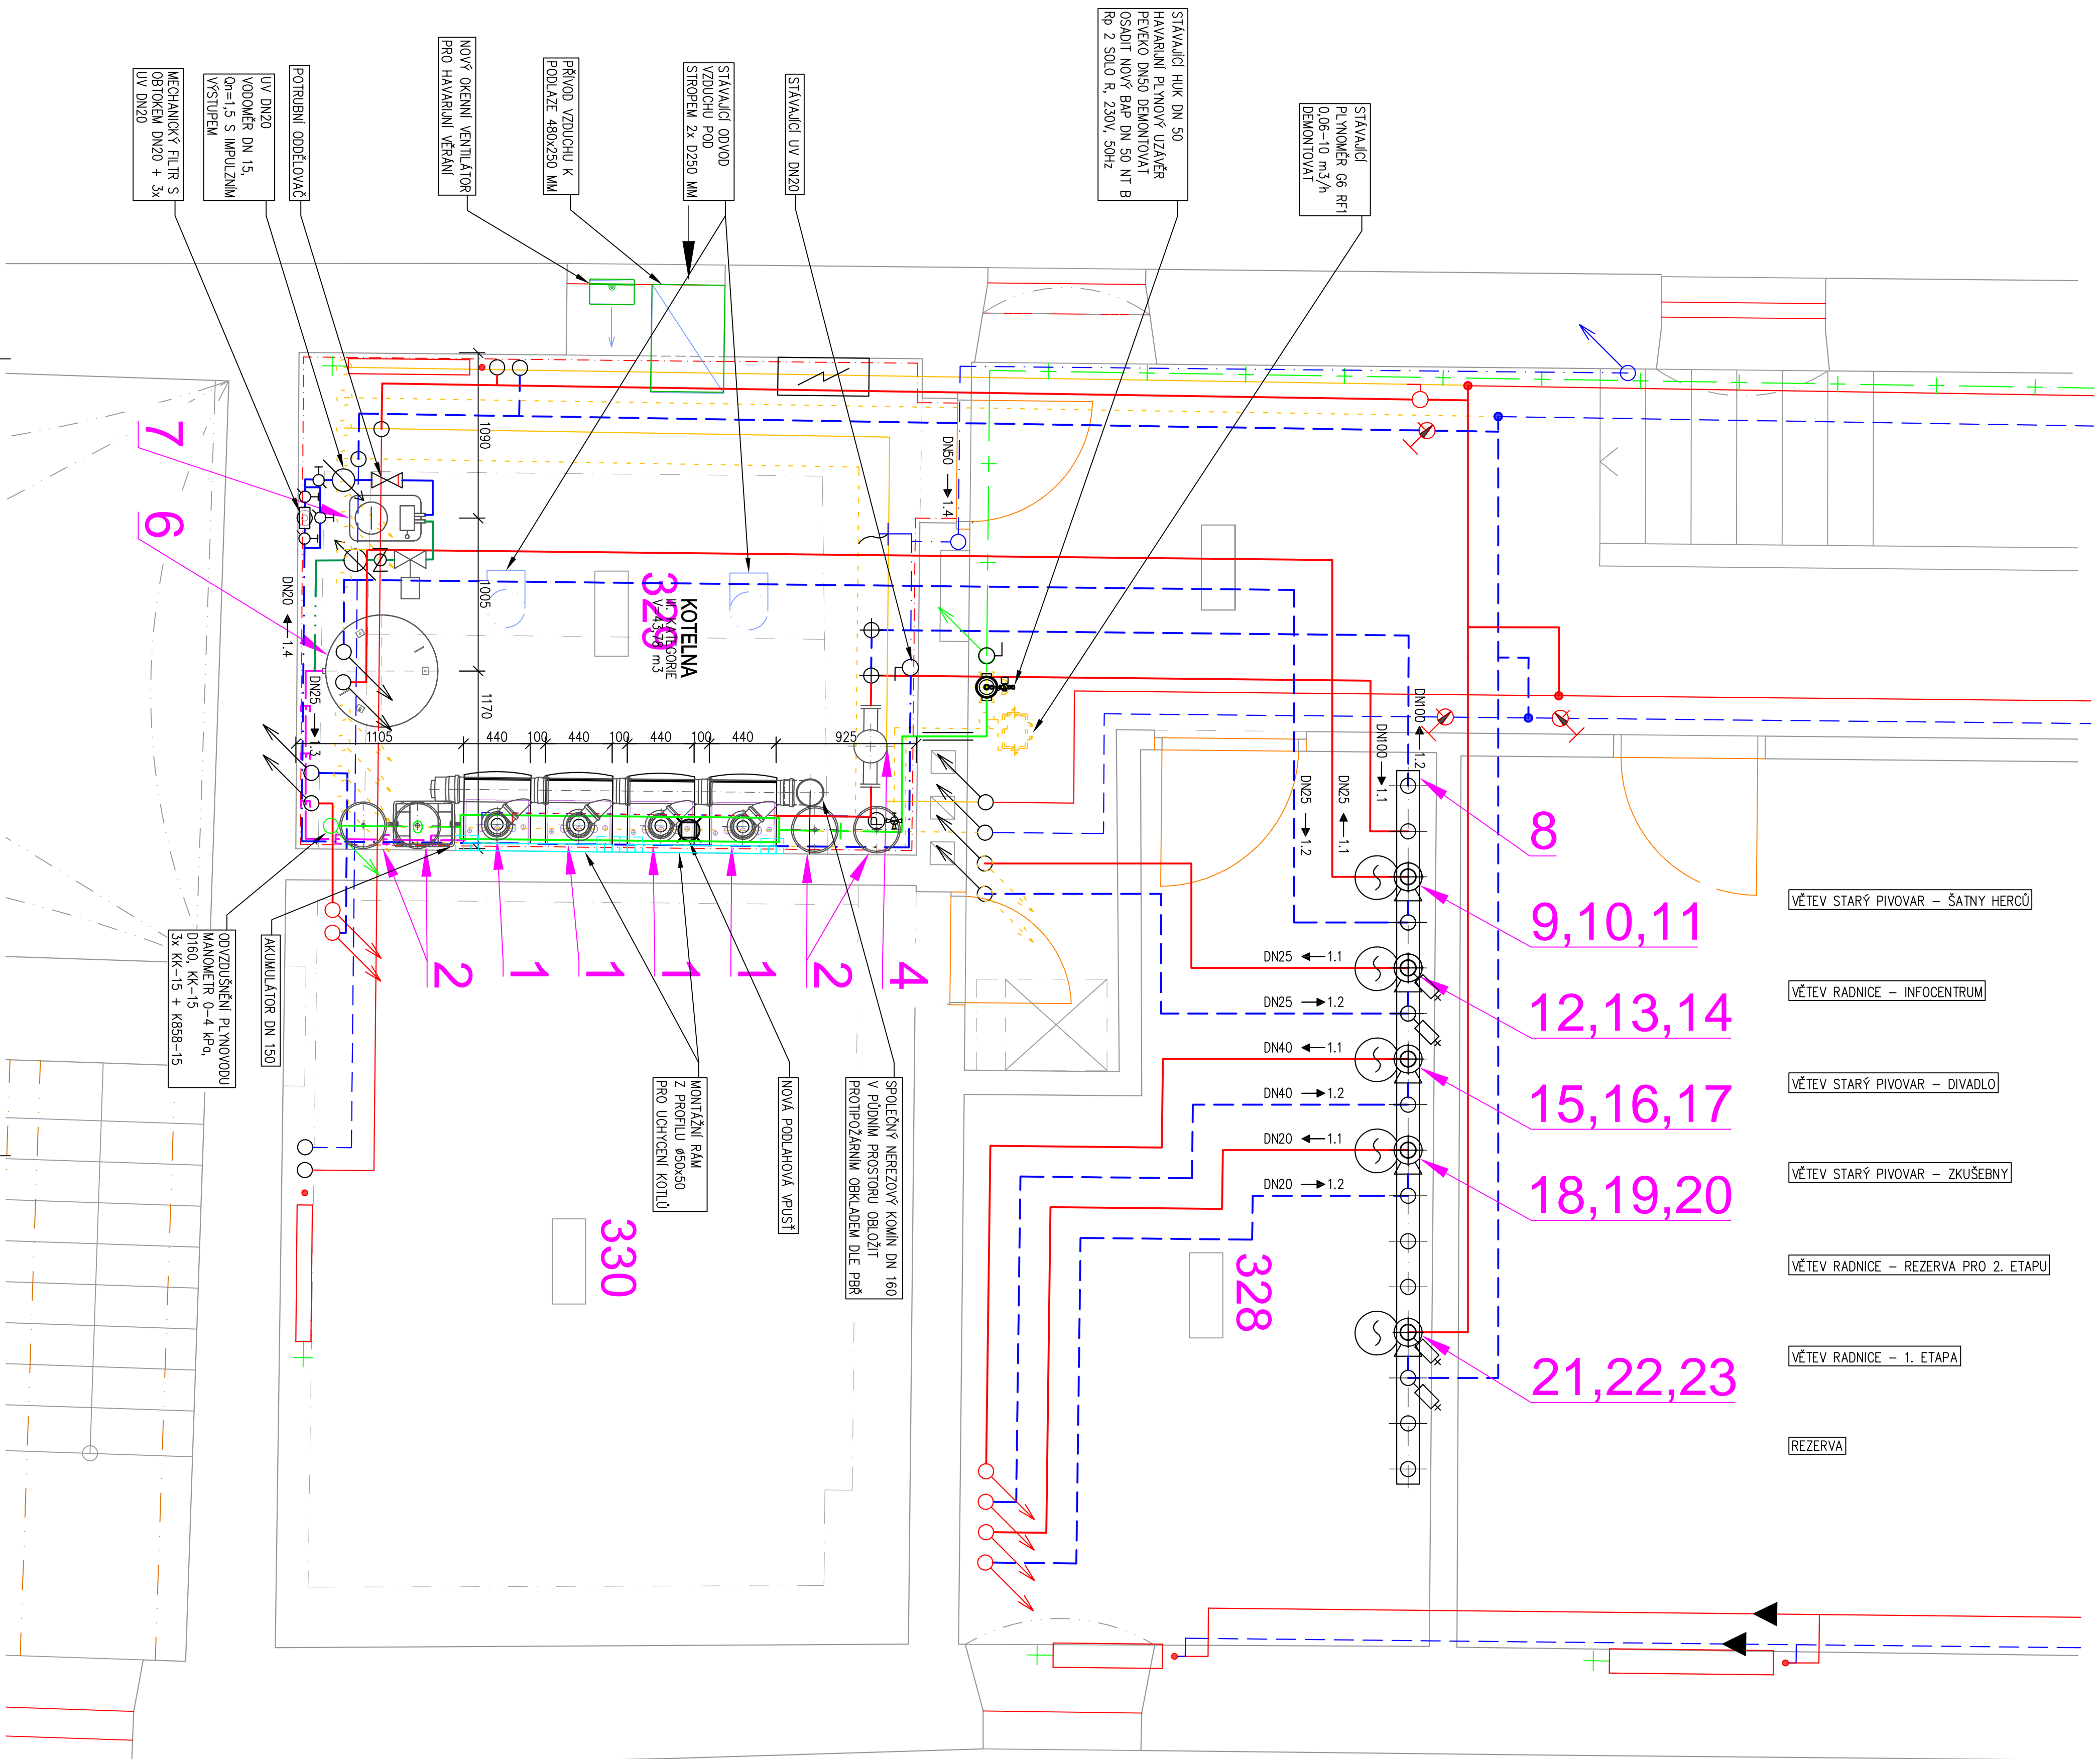 STÁVAJÍCÍ HUK DN 50
HAVARIJNÍ PLYNOVÝ UZÁVĚR
PEVEKO DN50 DEMONTOVAT
OSADIT NOVÝ BAP DN 50 NT B
Rp 2 SOLO R, 230V, 50Hz
STÁVAJÍCÍ
PLYNOMĚR G6 RF1
0,06-10 m3/h
DEMONTOVAT
STÁVAJÍCÍ UV DN20
STÁVAJÍCÍ ODVOD
VZDUCHU POD
STROPEM 2x D250 MM
PŘÍVOD VZDUCHU K
PODLAZE 480x250 MM
NOVÝ OKENNÍ VENTILÁTOR
PRO HAVARIJNÍ VĚRÁNÍ
POTRUBNÍ ODDĚLOVAČ
UV DN20
VODOMĚR DN 15,
Qn=1,5 S IMPULZNÍM
VÝSTUPEM
MECHANICKÝ FILTR S
OBTOKEM DN20 + 3x
UV DN20
7
6
1090
1005
1170
DN50 1.4
DN20 1.4
DN25 1.3
329
KOTELNA
III. KATEGORIE
1105
440
100
440
100
440
100
440
925
DN100 1.2
DN100 1.1
DN25 1.1
DN25 1.2
8
9,10,11
DN25 1.1
12,13,14
DN25 1.2
DN40 1.1
15,16,17
DN40 1.2
DN20 1.1
18,19,20
DN20 1.2
21,22,23
VĚTEV STARÝ PIVOVAR - ŠATNY HERCŮ
VĚTEV RADNICE - INFOCENTRUM
VĚTEV STARÝ PIVOVAR - DIVADLO
VĚTEV STARÝ PIVOVAR - ZKUŠEBNY
VĚTEV RADNICE - REZERVA PRO 2. ETAPU
VĚTEV RADNICE - 1. ETAPA
REZERVA
2
1
1
1
1
2
4
ODVZDUŠNĚNÍ PLYNOVODU
MANOMETR 0-4 kPa,
D160, KK-15
3x KK-15 + K858-15
AKUMULÁTOR DN 150
MONTÁŽNÍ RÁM
Z PROFILU ø50x50
PRO UCHYCENÍ KOTLŮ
NOVÁ PODLAHOVÁ VPUSŤ
SPOLEČNÝ NEREZOVÝ KOMÍN DN 160
V PŮDNÍM PROSTORU OBLOŽIT
PROTIPOŽÁRNÍM OBKLADEM DLE PBŘ
330
328